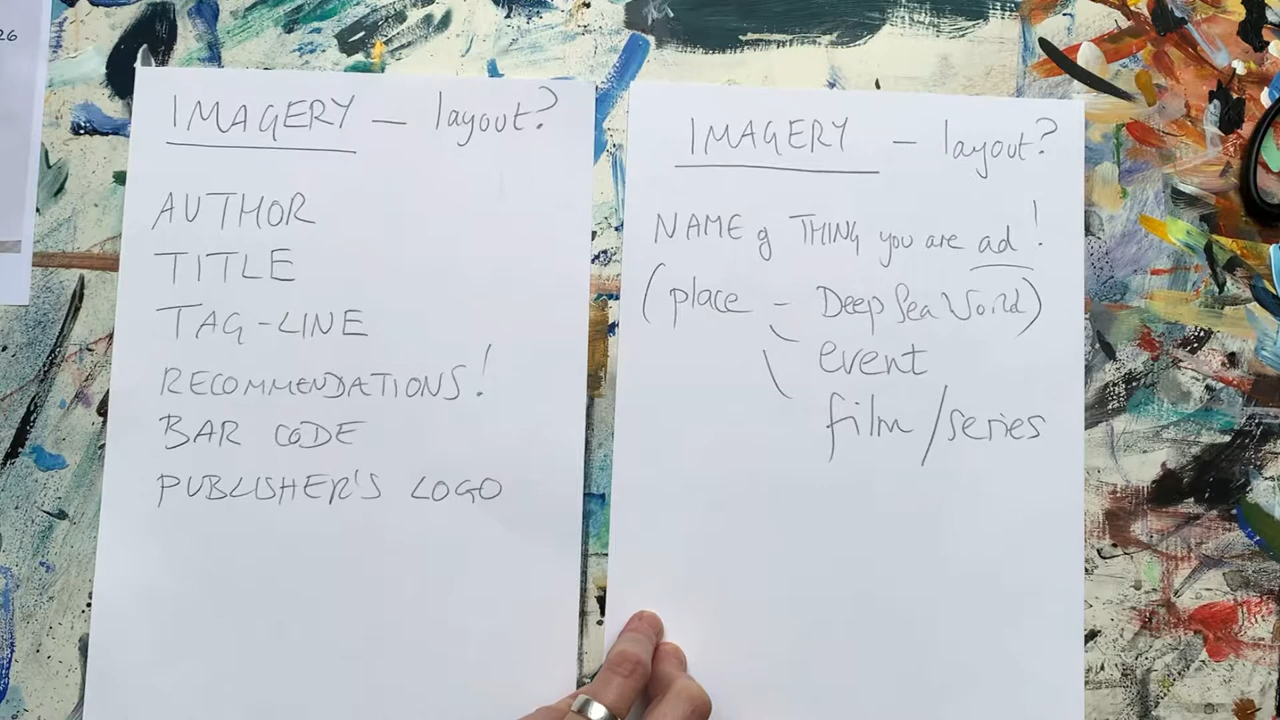 26
IMAGERY — layout?
AUTHOR
TITLE
TAG-LINE
RECOMMENDATIONS!
BAR CODE
PUBLISHER'S LOGO
IMAGERY — layout?
NAME of THING you are ad!
(place — Deep Sea World)
event
film/series